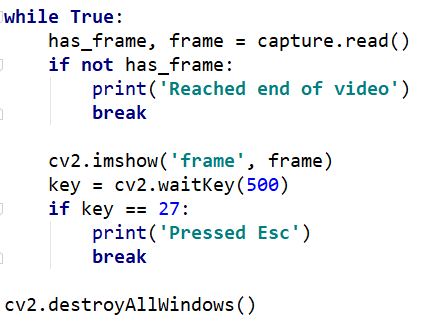 while True:
    has_frame, frame = capture.read()
    if not has_frame:
        print('Reached end of video')
        break

    cv2.imshow('frame', frame)
    key = cv2.waitKey(500)
    if key == 27:
        print('Pressed Esc')
        break

cv2.destroyAllWindows()